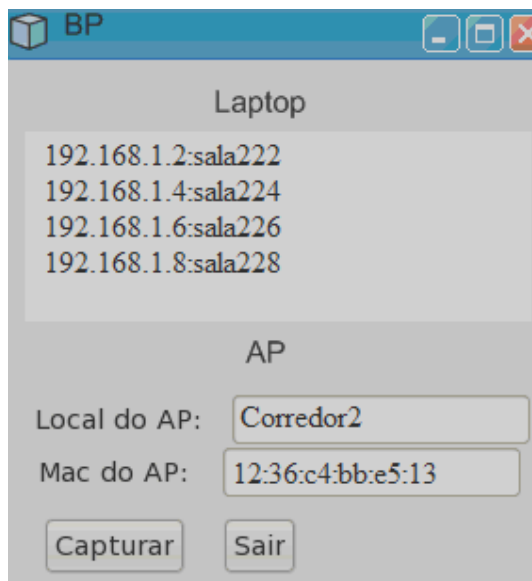 BP
Laptop
192.168.1.2:sala222
192.168.1.4:sala224
192.168.1.6:sala226
192.168.1.8:sala228
AP
Local do AP: Corredor2
Mac do AP: 12:36:c4:bb:e5:13
Capturar Sair